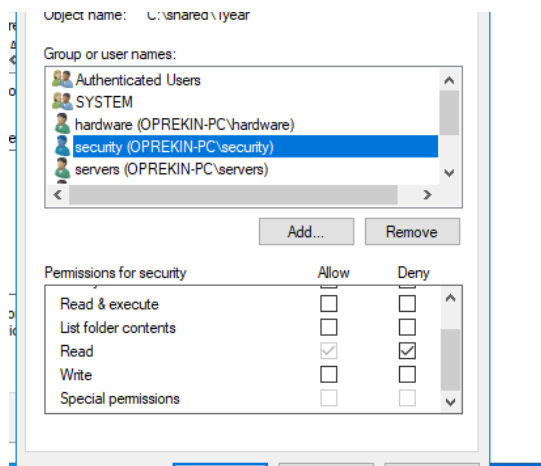 Object name: C:\shared\1year
Group or user names:
Authenticated Users
SYSTEM
hardware (OPREKIN-PC\hardware)
security (OPREKIN-PC\security)
servers (OPREKIN-PC\servers)
Add... Remove
Permissions for security Allow Deny
Read & execute
List folder contents
Read
Write
Special permissions